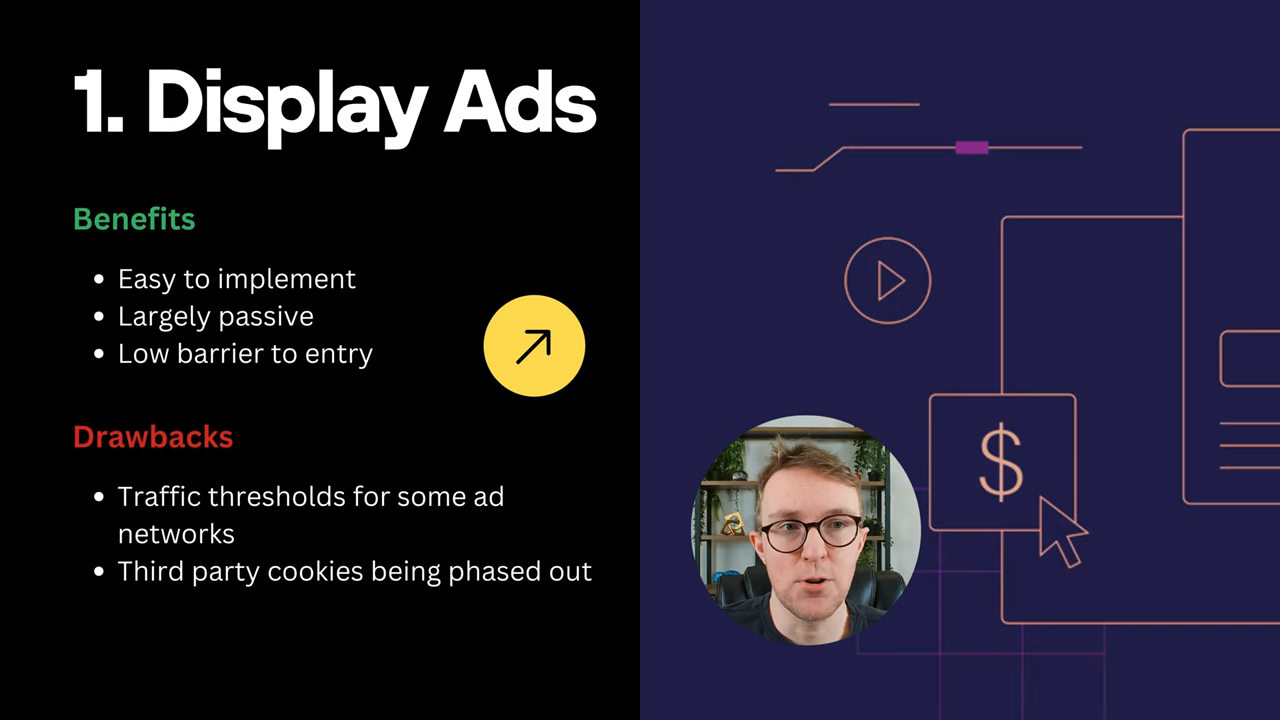 1. Display Ads
Benefits
Easy to implement
Largely passive
Low barrier to entry
Drawbacks
Traffic thresholds for some ad
networks
Third party cookies being phased out
$